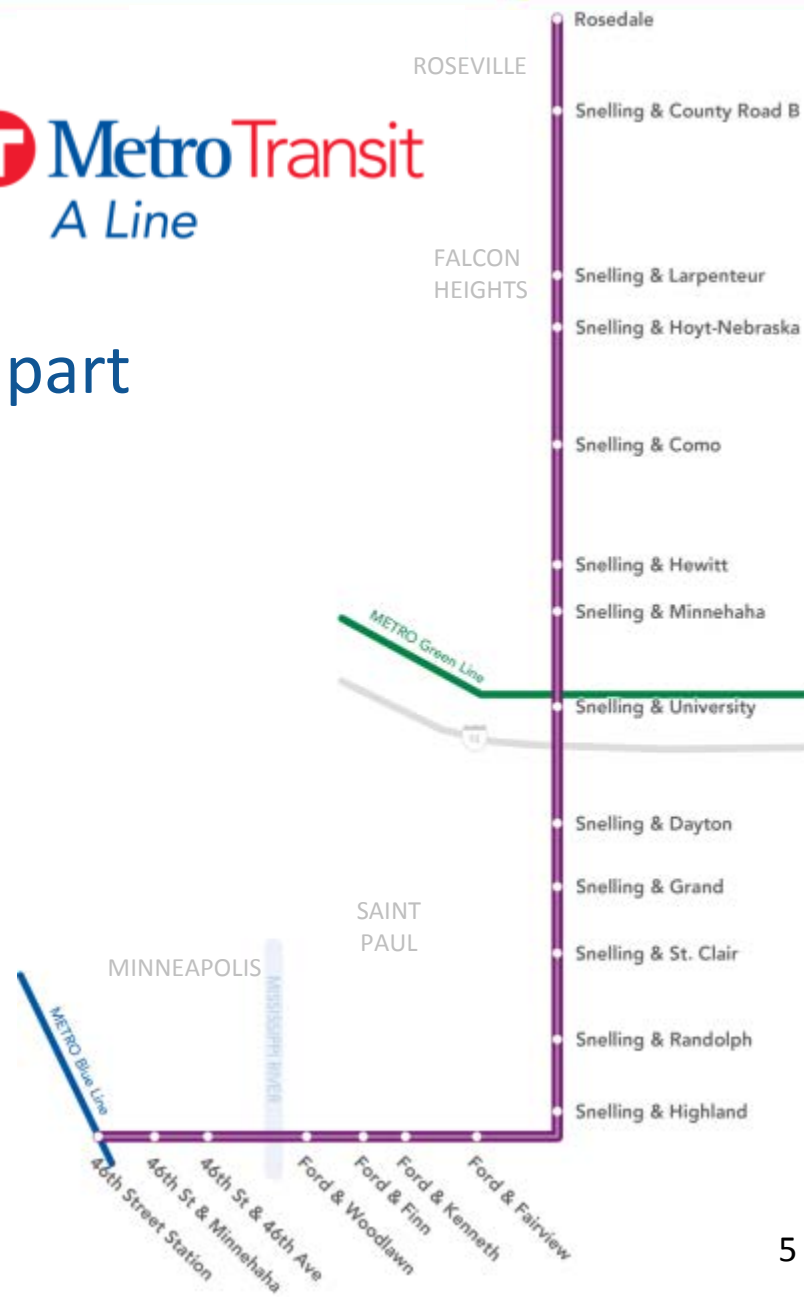 Rosedale
ROSEVILLE
Snelling & County Road B
T MetroTransit
A Line
FALCON
HEIGHTS
Snelling & Larpenteur
Snelling & Hoyt-Nebraska
part
Snelling & Como
Snelling & Hewitt
Snelling & Minnehaha
METRO Green Line
Snelling & University
Snelling & Dayton
Snelling & Grand
SAINT
PAUL
Snelling & St. Clair
MINNEAPOLIS
MISSISSIPPI RIVER
METRO Blue Line
Snelling & Randolph
Snelling & Highland
46th Street Station
46th St & Minnehaha
46th St & 46th Ave
Ford & Woodlawn
Ford & Finn
Ford & Kenneth
Ford & Fairview
5